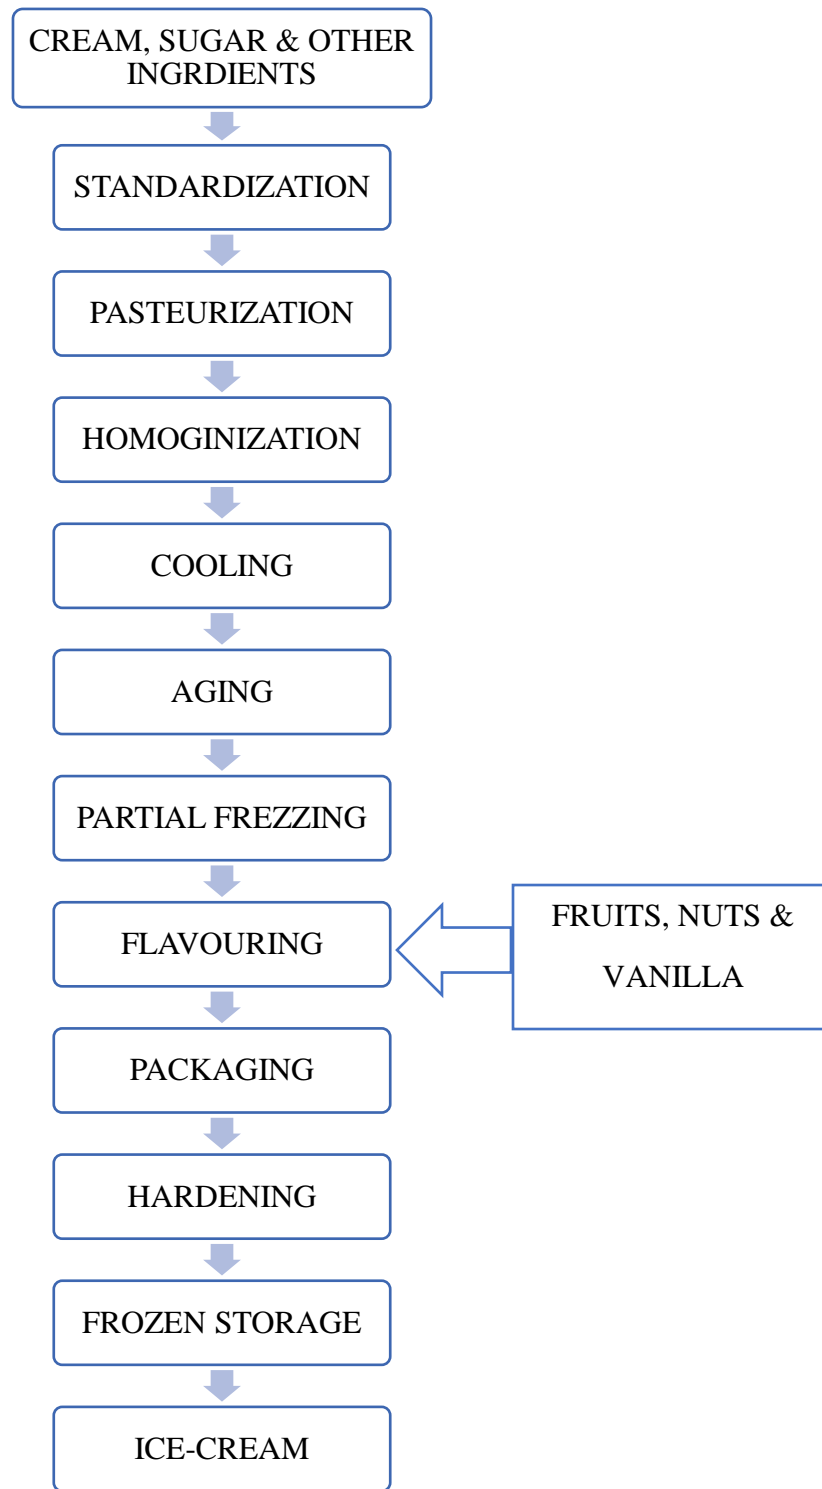 CREAM, SUGAR & OTHER
INGRDIENTS
STANDARDIZATION
PASTEURIZATION
HOMOGINIZATION
COOLING
AGING
PARTIAL FREZZING
FLAVOURING
FRUITS, NUTS &
VANILLA
PACKAGING
HARDENING
FROZEN STORAGE
ICE-CREAM